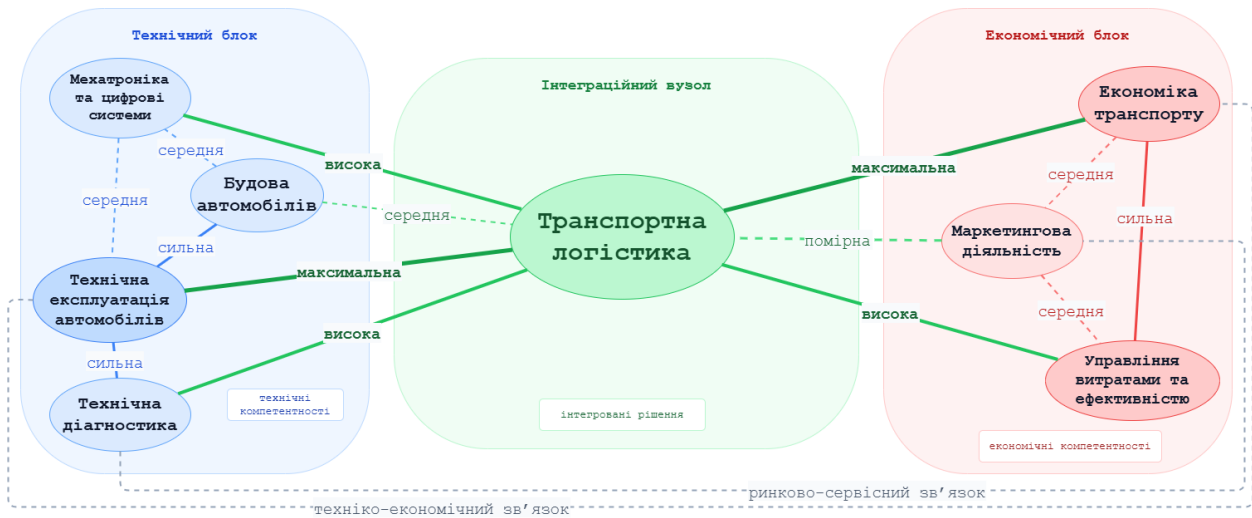 Технічний блок
Інтеграційний вузол
Економічний блок
Мехатроніка
та цифрові
системи
середня
середня
Будова
автомобілів
сильна
Технічна
експлуатація
автомобілів
сильна
Технічна
діагностика
технічні
компетентності
висока
середня
максимальна
висока
Транспортна
логістика
інтегровані рішення
максимальна
помірна
висока
Економіка
транспорту
середня
сильна
Маркетингова
діяльність
середня
Управління
витратами та
ефективністю
економічні компетентності
ринково-сервісний зв’язок
техніко-економічний зв’язок